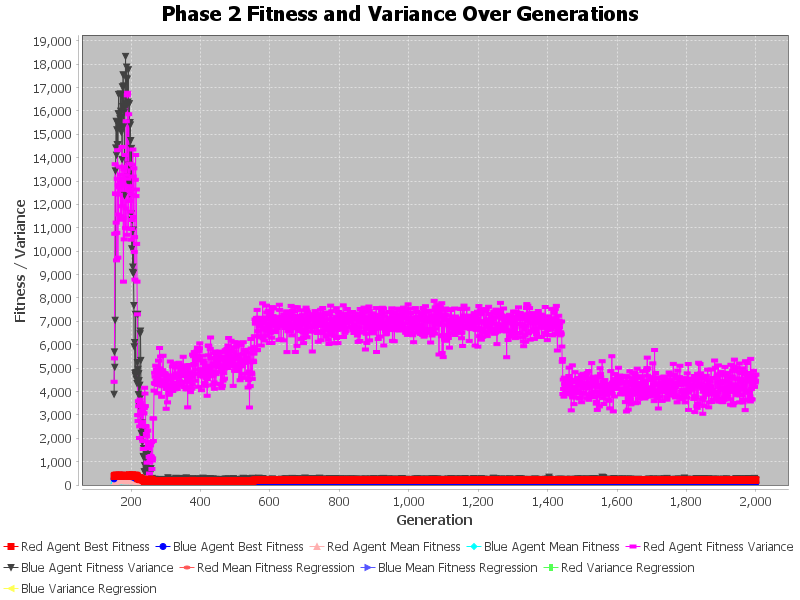 Phase 2 Fitness and Variance Over Generations
19,000
18,000
17,000
16,000
15,000
14,000
13,000
12,000
11,000
10,000
9,000
8,000
7,000
6,000
5,000
4,000
3,000
2,000
1,000
0
Fitness / Variance
200 400 600 800 1,000 1,200 1,400 1,600 1,800 2,000
Generation
Red Agent Best Fitness Blue Agent Best Fitness Red Agent Mean Fitness Blue Agent Mean Fitness Red Agent Fitness Variance
Blue Agent Fitness Variance Red Mean Fitness Regression Blue Mean Fitness Regression Red Variance Regression
Blue Variance Regression